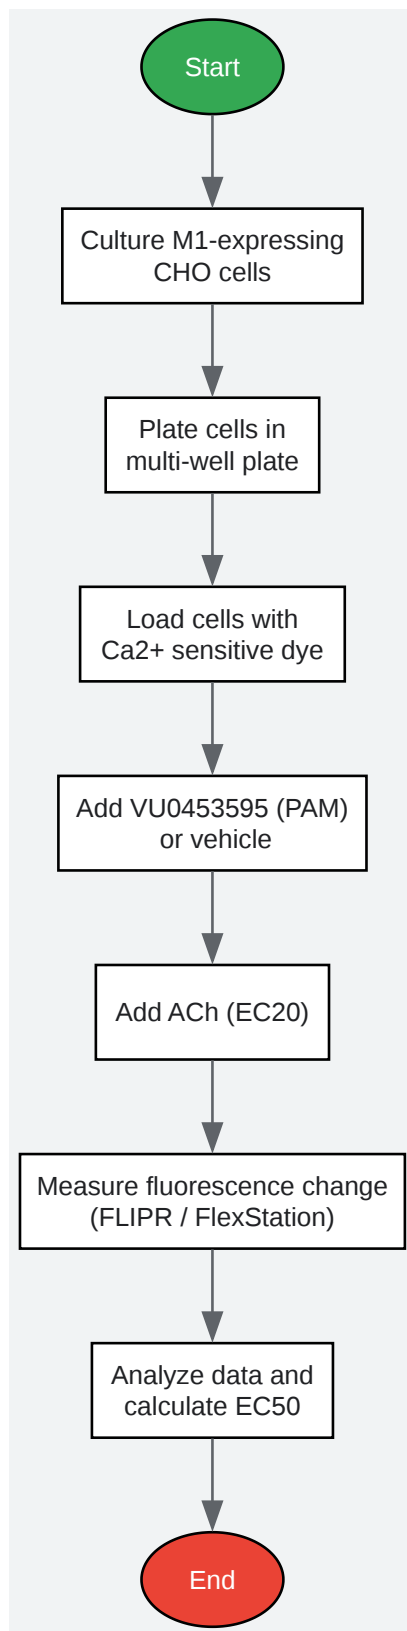 Start
Culture M1-expressing
CHO cells
Plate cells in
multi-well plate
Load cells with
Ca2+ sensitive dye
Add VU0453595 (PAM)
or vehicle
Add ACh (EC20)
Measure fluorescence change
(FLIPR / FlexStation)
Analyze data and
calculate EC50
End